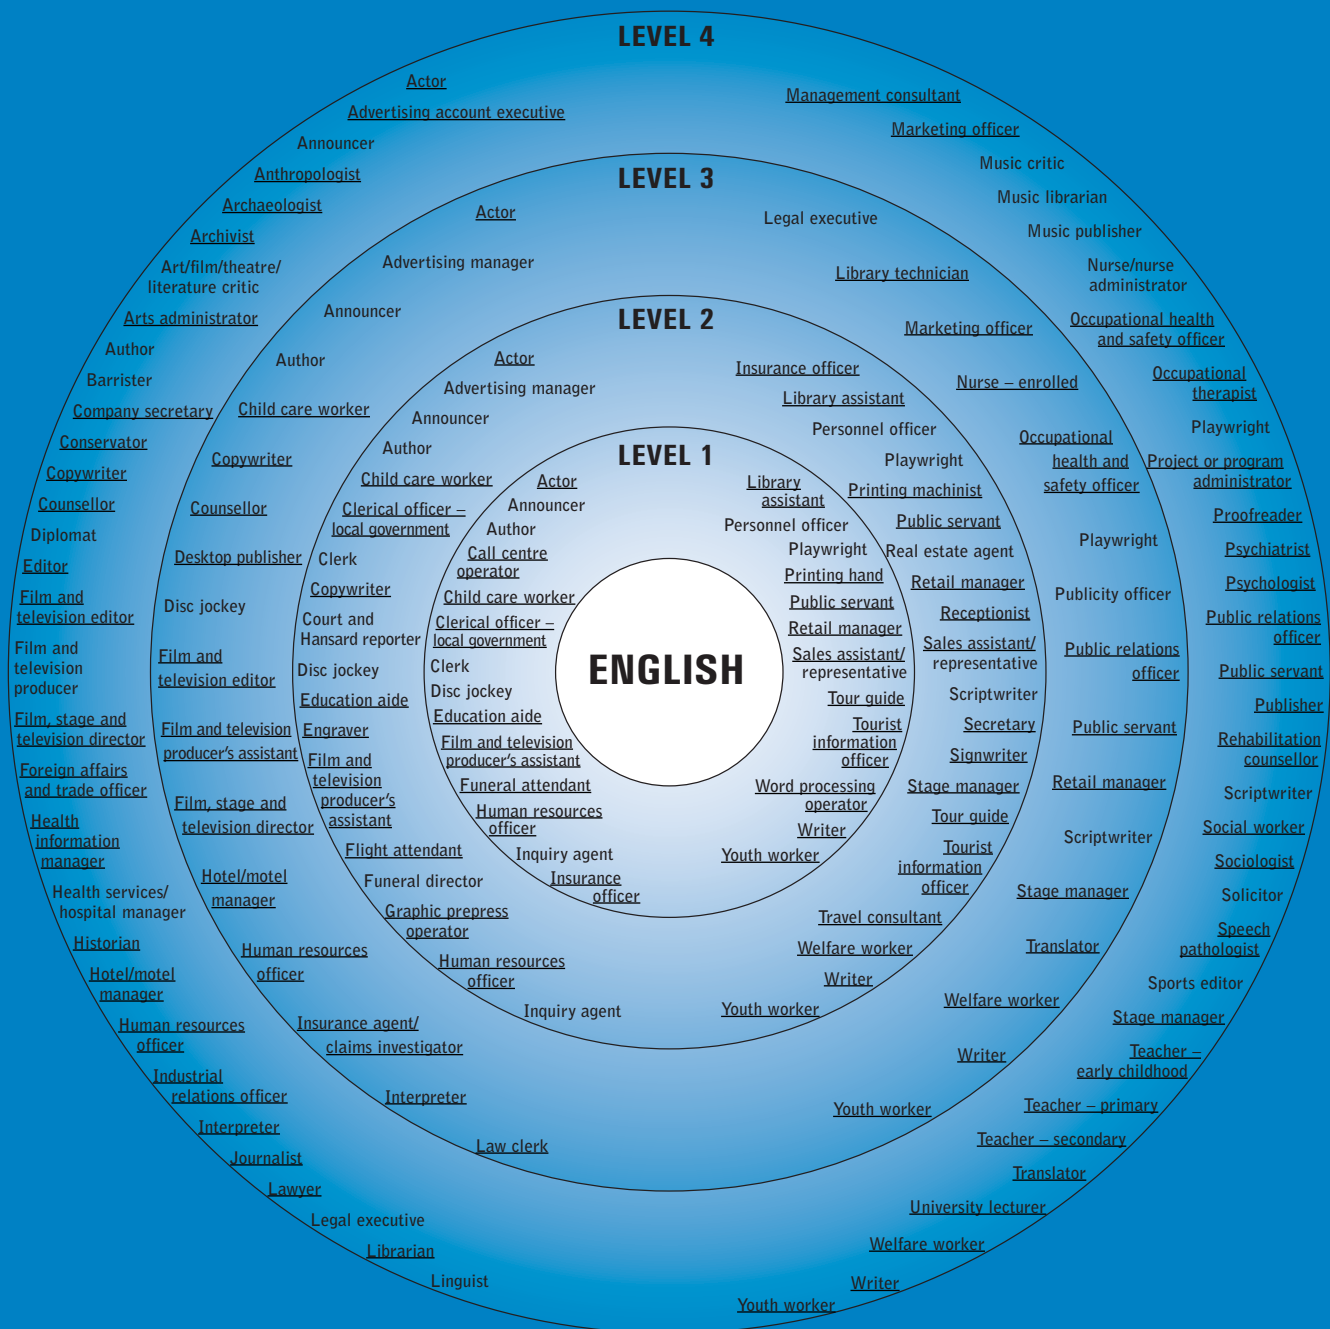 LEVEL 4
Actor
Advertising account executive
Announcer
Anthropologist
Archaeologist
Archivist
Art/film/theatre/
literature critic
Arts administrator
Author
Barrister
Company secretary
Conservator
Copywriter
Counsellor
Diplomat
Editor
Film and
television editor
Film and
television
producer
Film, stage and
television director
Foreign affairs
and trade officer
Health
information
manager
Health services/
hospital manager
Historian
Hotel/motel
manager
Human resources
officer
Industrial
relations officer
Interpreter
Journalist
Lawyer
Legal executive
Librarian
Linguist
Management consultant
Marketing officer
Music critic
Music librarian
Music publisher
Nurse/nurse
administrator
Occupational health
and safety officer
Occupational
therapist
Playwright
Project or program
administrator
Proofreader
Psychiatrist
Psychologist
Public relations
officer
Public servant
Publisher
Rehabilitation
counsellor
Scriptwriter
Social worker
Sociologist
Solicitor
Speech
pathologist
Sports editor
Stage manager
Teacher –
early childhood
Teacher – primary
Teacher – secondary
Translator
University lecturer
Welfare worker
Writer
Youth worker
LEVEL 3
Actor
Advertising manager
Announcer
Author
Child care worker
Copywriter
Counsellor
Desktop publisher
Disc jockey
Film and
television editor
Film and television
producer's assistant
Film, stage and
television director
Hotel/motel
manager
Human resources
officer
Insurance agent/
claims investigator
Interpreter
Law clerk
Legal executive
Library technician
Marketing officer
Nurse – enrolled
Occupational
health and
safety officer
Playwright
Publicity officer
Public relations
officer
Public servant
Retail manager
Scriptwriter
Stage manager
Translator
Welfare worker
Writer
Youth worker
LEVEL 2
Actor
Advertising manager
Announcer
Author
Child care worker
Clerical officer –
local government
Clerk
Copywriter
Court and
Hansard reporter
Disc jockey
Education aide
Engraver
Film and
television
producer's
assistant
Flight attendant
Funeral director
Graphic prepress
operator
Human resources
officer
Inquiry agent
Insurance officer
Library assistant
Personnel officer
Playwright
Printing machinist
Public servant
Real estate agent
Retail manager
Receptionist
Sales assistant/
representative
Scriptwriter
Secretary
Signwriter
Stage manager
Tour guide
Tourist
information
officer
Travel consultant
Welfare worker
Writer
Youth worker
LEVEL 1
Actor
Announcer
Author
Call centre
operator
Child care worker
Clerical officer –
local government
Clerk
Disc jockey
Education aide
Film and television
producer's assistant
Funeral attendant
Human resources
officer
Inquiry agent
Insurance
officer
Library
assistant
Personnel officer
Playwright
Printing hand
Public servant
Retail manager
Sales assistant/
representative
Tour guide
Tourist
information
officer
Word processing
operator
Writer
Youth worker
ENGLISH